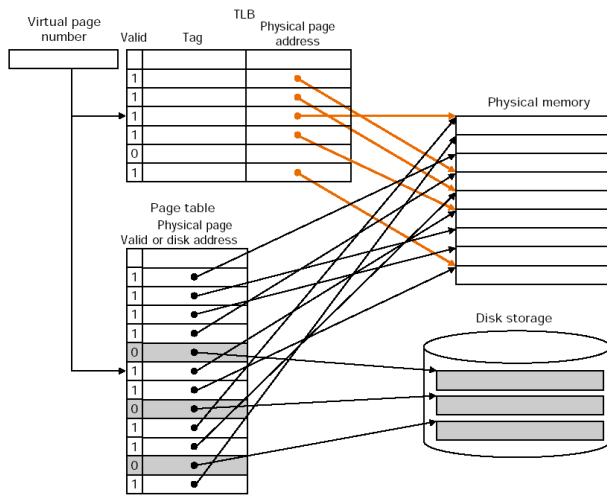 TLB
Virtual page
number
Valid Tag Physical page
address
1
1
1
1
0
1
Physical memory
Page table
Physical page
Valid or disk address
1
1
1
1
0
1
1
0
1
1
0
1
Disk storage